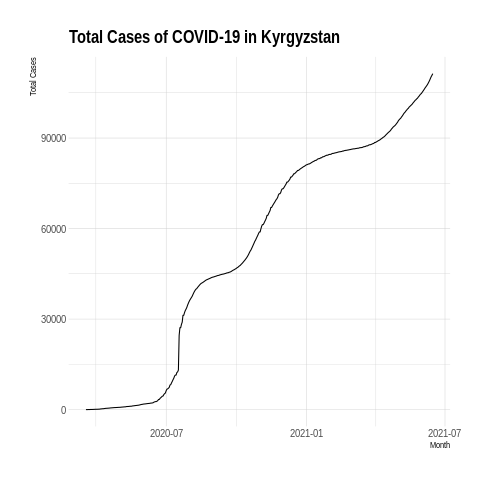 Total Cases of COVID-19 in Kyrgyzstan
Total Cases
90000
60000
30000
0
2020-07 2021-01 2021-07
Month